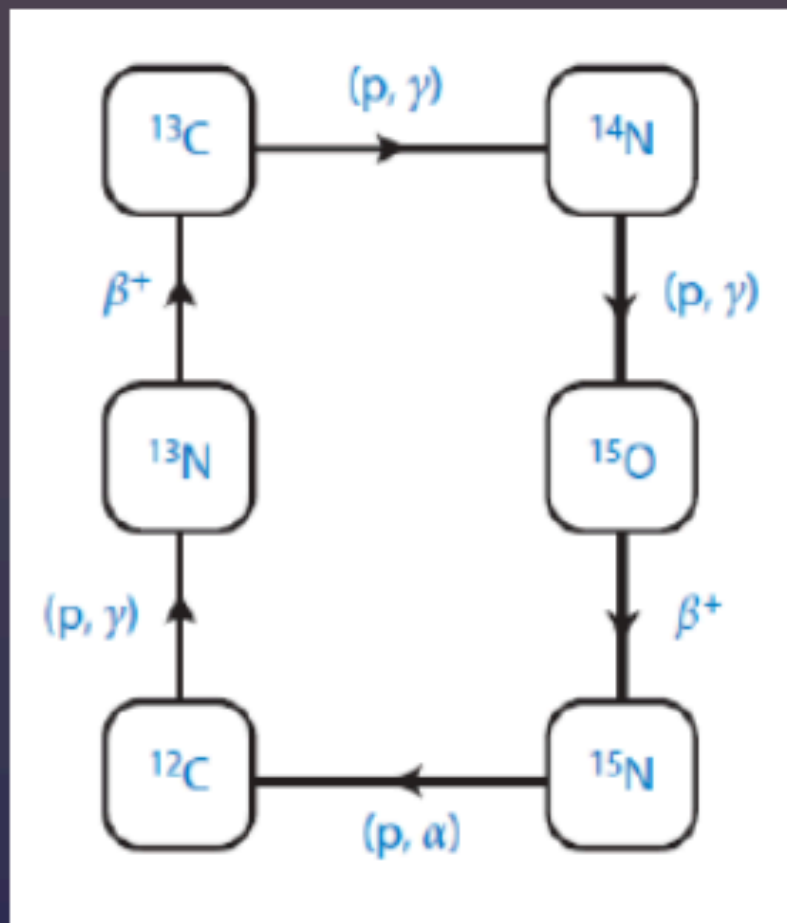 (p, γ)
¹³C
¹⁴N
β⁺
(p, γ)
¹³N
¹⁵O
(p, γ)
β⁺
¹²C
¹⁵N
(p, α)